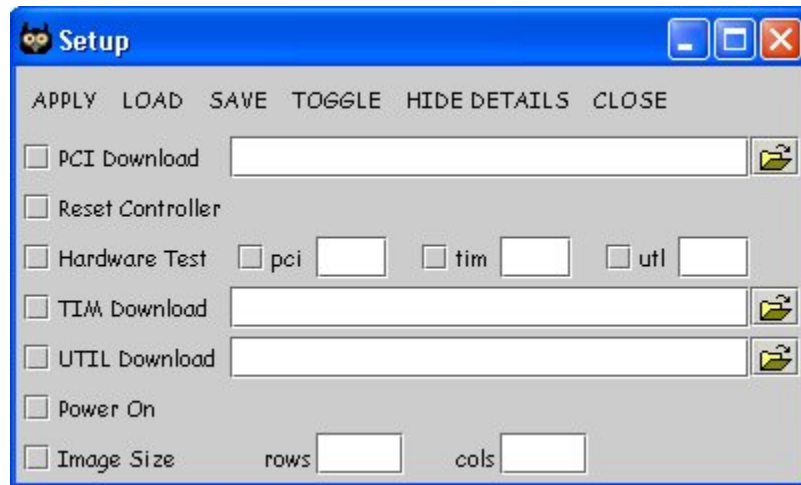 Setup
APPLY LOAD SAVE TOGGLE HIDE DETAILS CLOSE
PCI Download
Reset Controller
Hardware Test pci tim utl
TIM Download
UTIL Download
Power On
Image Size rows cols